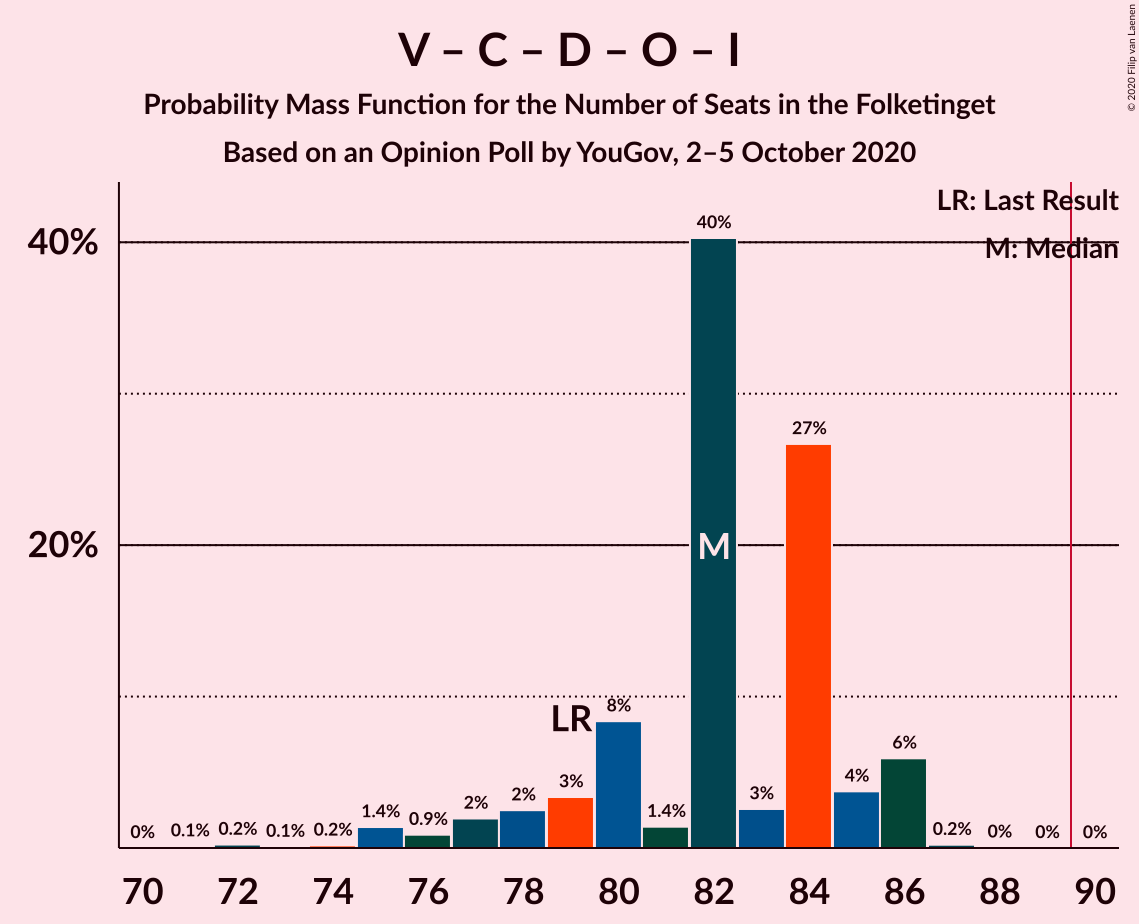 V – C – D – O – I
Probability Mass Function for the Number of Seats in the Folketinget
Based on an Opinion Poll by YouGov, 2–5 October 2020
© 2020 Filip van Laenen
LR: Last Result
M: Median
40%
20%
0% 0.1% 0.2% 0.1% 0.2% 1.4% 0.9% 2% 2% 3% 8% 1.4% 40% 3% 27% 4% 6% 0.2% 0% 0% 0%
LR
M
70 72 74 76 78 80 82 84 86 88 90